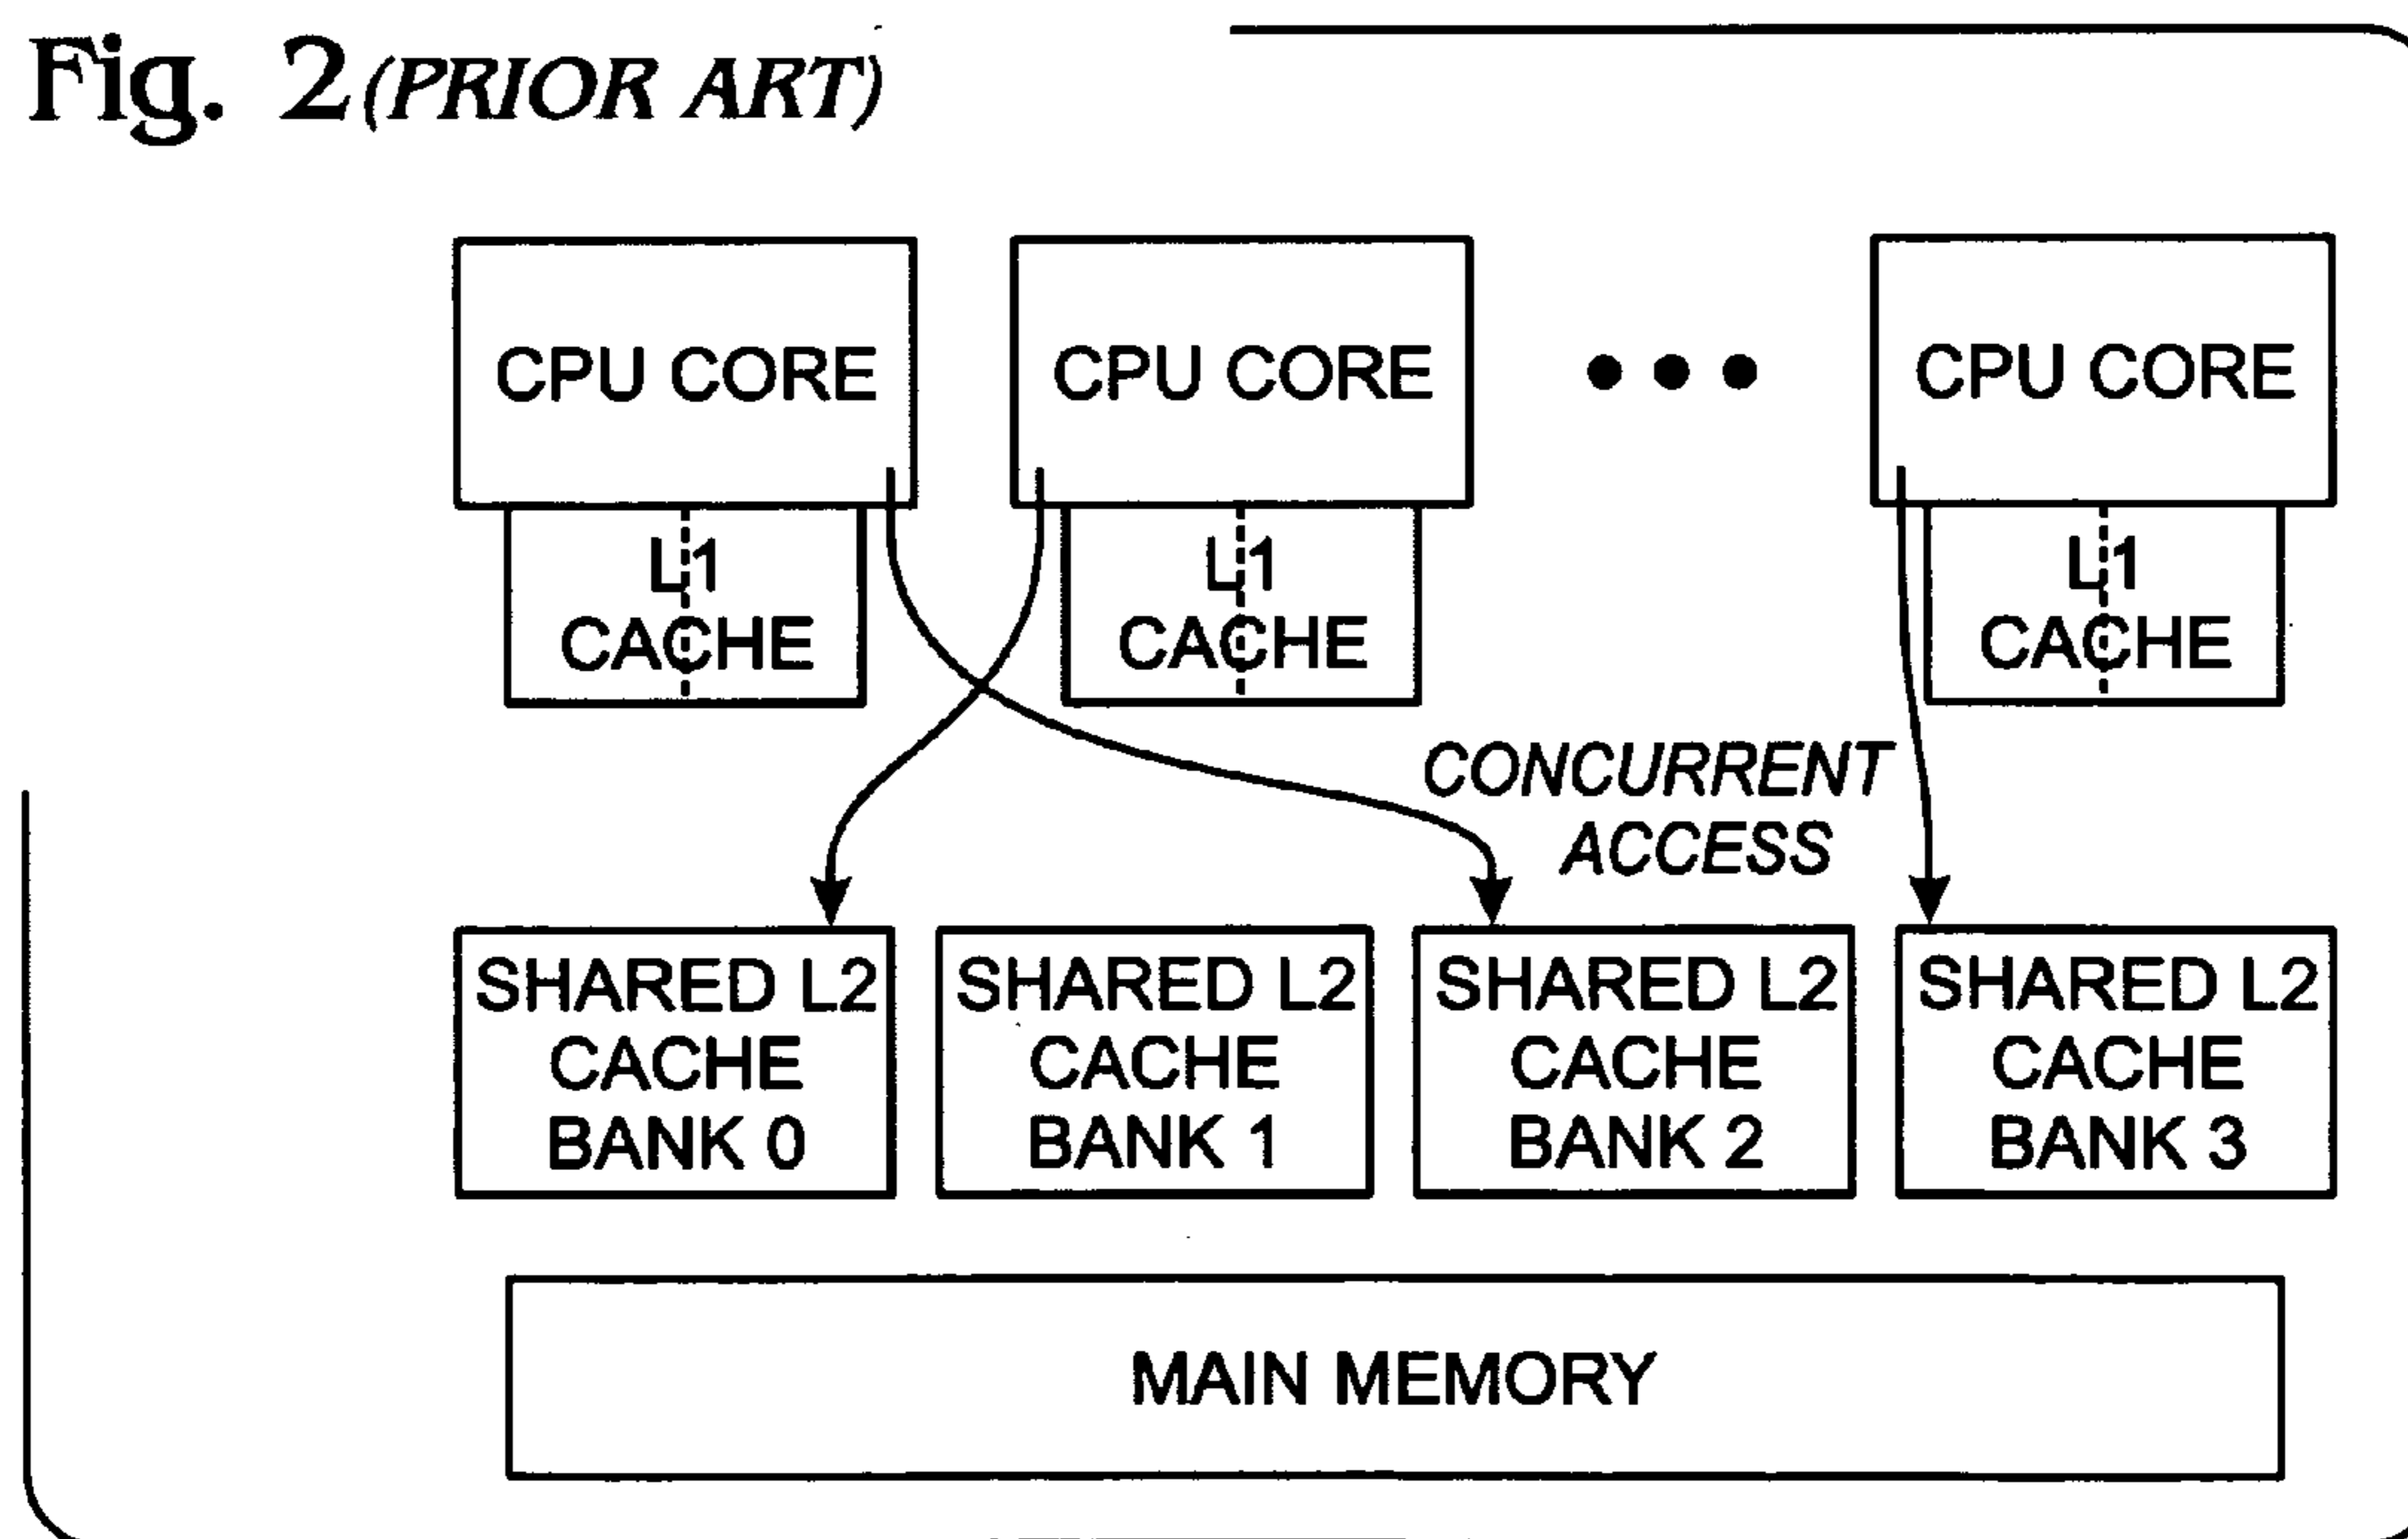 Fig. 2 (PRIOR ART)
CPU CORE
CPU CORE
CPU CORE
L1
CACHE
L1
CACHE
L1
CACHE
CONCURRENT
ACCESS
SHARED L2
CACHE
BANK 0
SHARED L2
CACHE
BANK 1
SHARED L2
CACHE
BANK 2
SHARED L2
CACHE
BANK 3
MAIN MEMORY